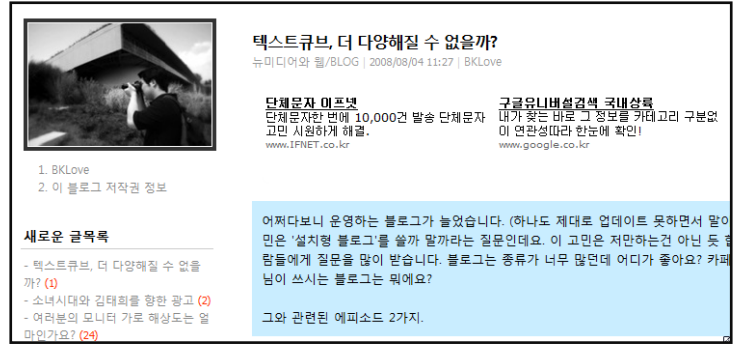 텍스트큐브, 더 다양해질 수 없을까?
뉴미디어와 웹/BLOG | 2008/08/04 11:27 | BKLove
단체문자 이프넷
단체문자한 번에 10,000건 발송 단체문자
고민 시원하게 해결.
www.IFNET.co.kr
구글유니버설검색 국내상륙
내가 찾는 바로 그 정보를 카테고리 구분없
이 연관성따라 한눈에 확인!
www.google.co.kr
1. BKLove
2. 이 블로그 저작권 정보
새로운 글목록
- 텍스트큐브, 더 다양해질 수 없을
까? (1)
- 소녀시대와 김태희를 향한 광고 (2)
- 여러분의 모니터 가로 해상도는 얼
마인가요? (24)
어쩌다보니 운영하는 블로그가 늘었습니다. (하나도 제대로 업데이트 못하면서 말이
민은 '설치형 블로그'를 쓸까 말까라는 질문인데요. 이 고민은 저만하는건 아닌 듯
람들에게 질문을 많이 받습니다. 블로그는 종류가 너무 많던데 어디가 좋아요? 카페
님이 쓰시는 블로그는 뭐에요?
그와 관련된 에피소드 2가지.